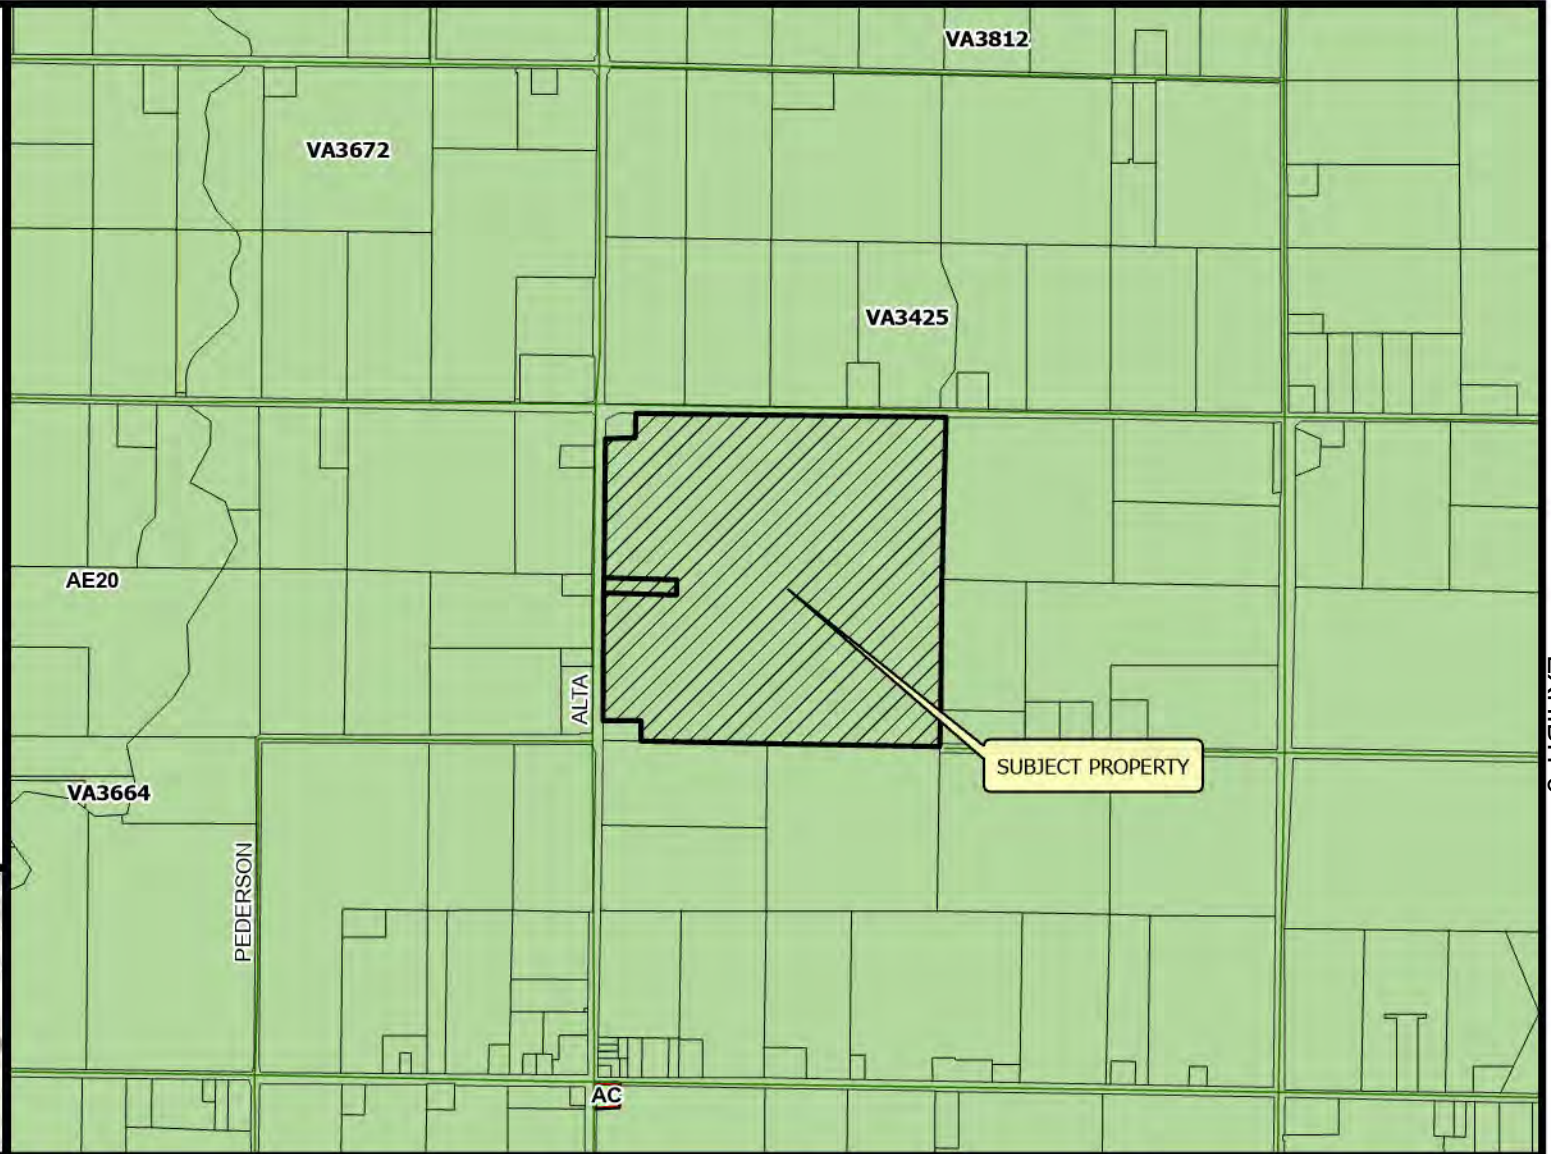 VA3812
VA3672
VA3425
AE20
ALTA
SUBJECT PROPERTY
VA3664
PEDERSON
AC